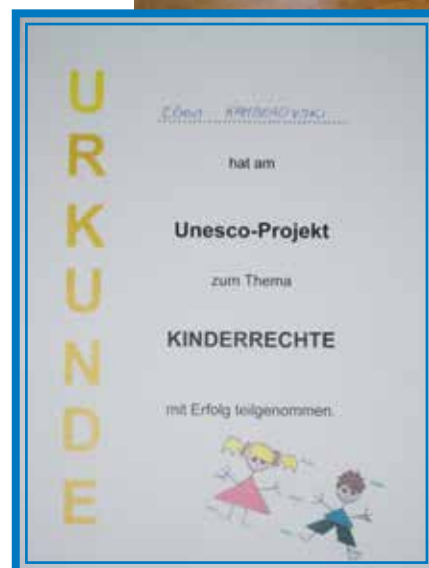 URKUNDE
hat am
Unesco-Projekt
zum Thema
KINDERRECHTE
mit Erfolg teilgenommen.